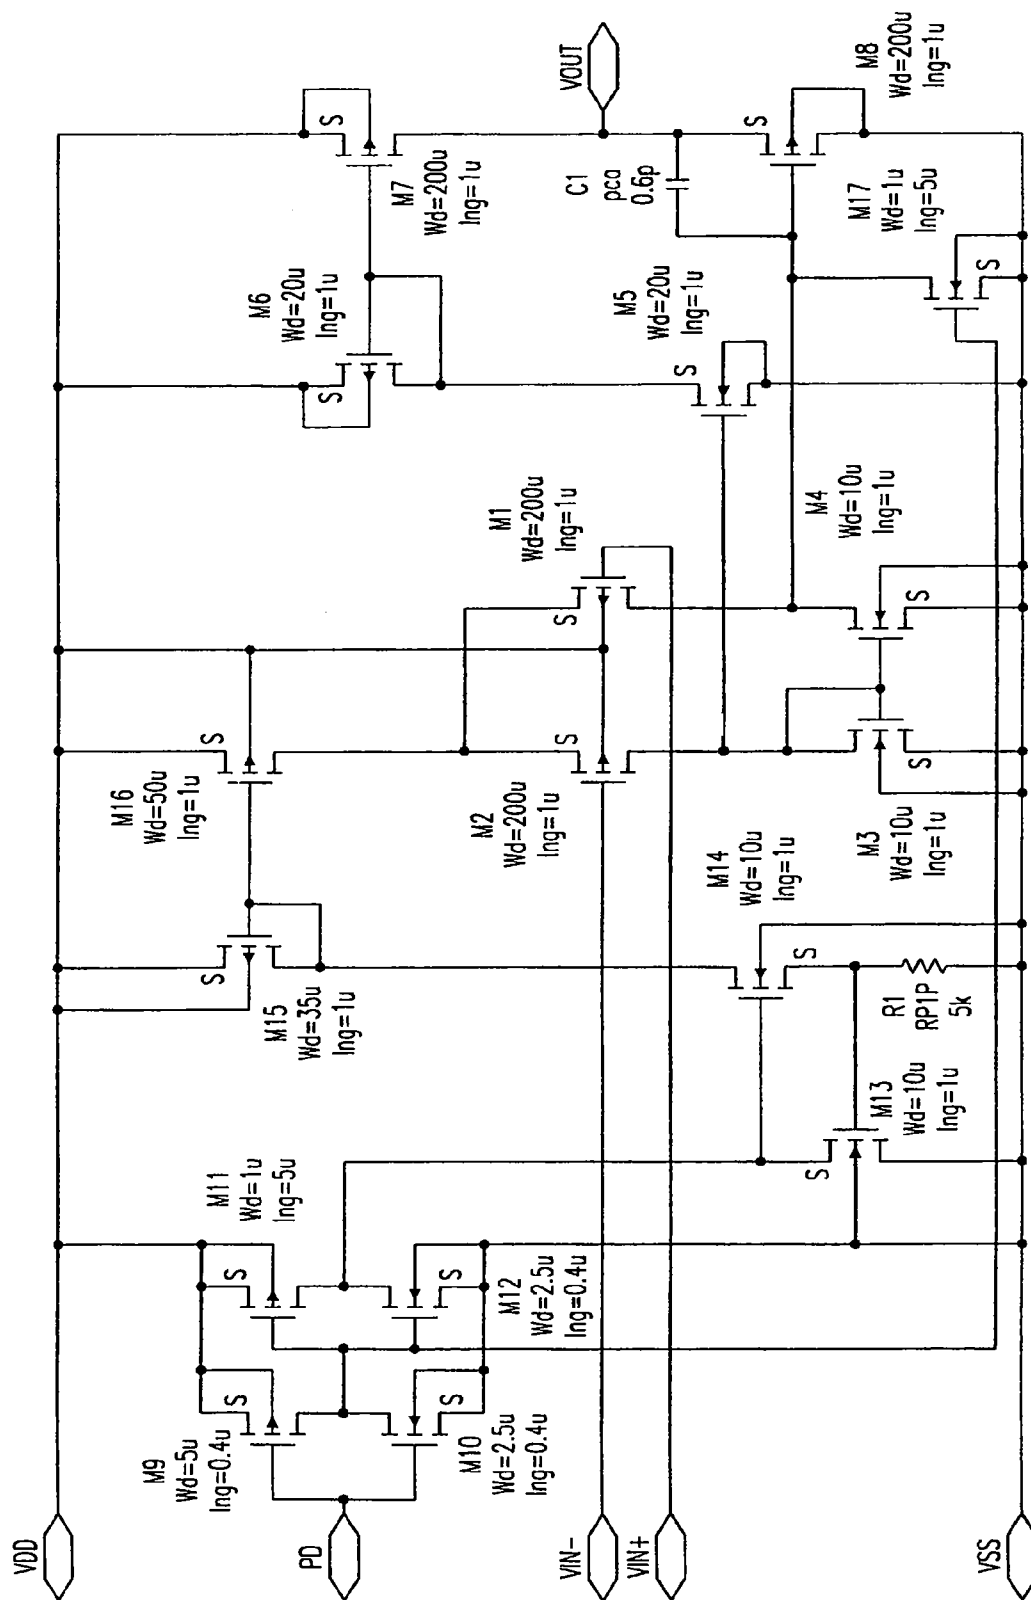 VDD
PD
VIN-
VIN+
VSS
M9
Wd=5u
lng=0.4u
S
M10
Wd=2.5u
lng=0.4u
S
M11
Wd=1u
lng=5u
S
M12
Wd=2.5u
lng=0.4u
S
M13
Wd=10u
lng=1u
S
R1
RP1P
5k
M14
Wd=10u
lng=1u
S
M15
Wd=35u
lng=1u
S
M16
Wd=50u
lng=1u
S
M2
Wd=200u
lng=1u
S
M3
Wd=10u
lng=1u
S
M1
Wd=200u
lng=1u
S
M4
Wd=10u
lng=1u
S
M6
Wd=20u
lng=1u
S
M5
Wd=20u
lng=1u
S
M7
Wd=200u
lng=1u
S
C1
pca
0.6p
M17
Wd=1u
lng=5u
S
VOUT
M8
Wd=200u
lng=1u
S